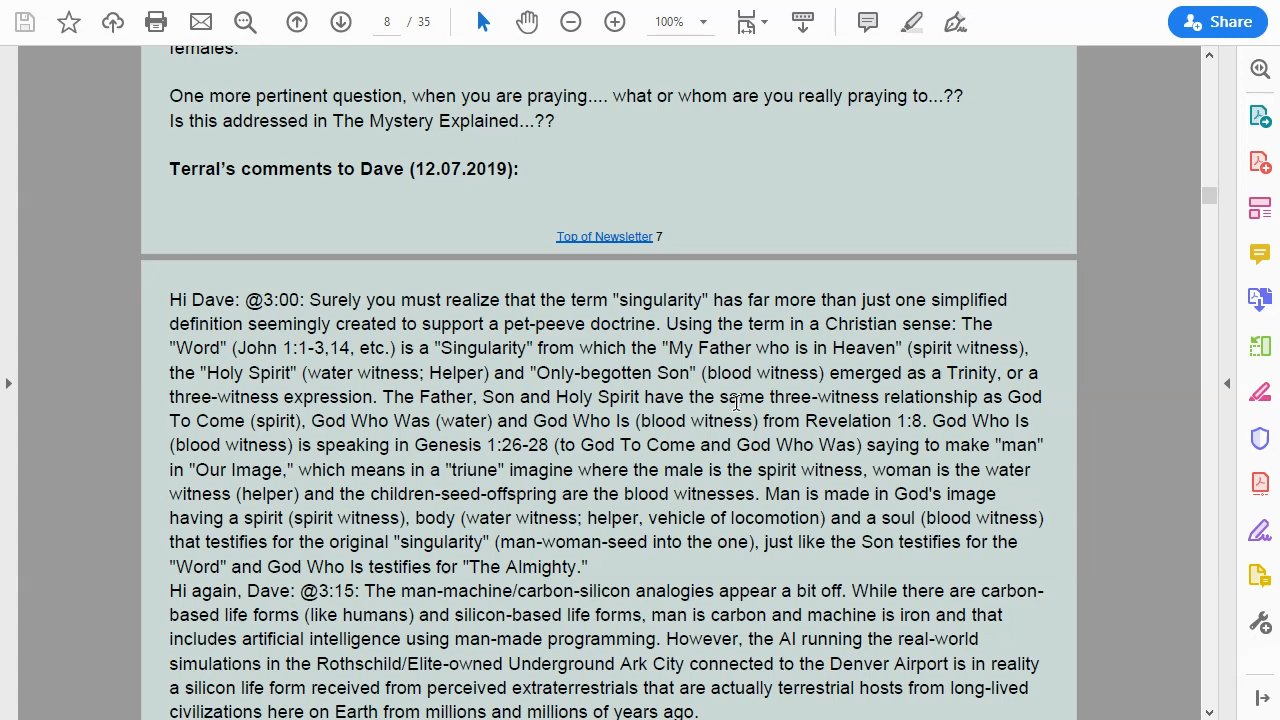 8 / 35
100%
Share
females.
One more pertinent question, when you are praying.... what or whom are you really praying to...??
Is this addressed in The Mystery Explained...??
Terral's comments to Dave (12.07.2019):
Top of Newsletter 7
Hi Dave: @3:00: Surely you must realize that the term "singularity" has far more than just one simplified
definition seemingly created to support a pet-peeve doctrine. Using the term in a Christian sense: The
"Word" (John 1:1-3,14, etc.) is a "Singularity" from which the "My Father who is in Heaven" (spirit witness),
the "Holy Spirit" (water witness; Helper) and "Only-begotten Son" (blood witness) emerged as a Trinity, or a
three-witness expression. The Father, Son and Holy Spirit have the same three-witness relationship as God
To Come (spirit), God Who Was (water) and God Who Is (blood witness) from Revelation 1:8. God Who Is
(blood witness) is speaking in Genesis 1:26-28 (to God To Come and God Who Was) saying to make "man"
in "Our Image," which means in a "triune" imagine where the male is the spirit witness, woman is the water
witness (helper) and the children-seed-offspring are the blood witnesses. Man is made in God's image
having a spirit (spirit witness), body (water witness; helper, vehicle of locomotion) and a soul (blood witness)
that testifies for the original "singularity" (man-woman-seed into the one), just like the Son testifies for the
"Word" and God Who Is testifies for "The Almighty."
Hi again, Dave: @3:15: The man-machine/carbon-silicon analogies appear a bit off. While there are carbon-
based life forms (like humans) and silicon-based life forms, man is carbon and machine is iron and that
includes artificial intelligence using man-made programming. However, the AI running the real-world
simulations in the Rothschild/Elite-owned Underground Ark City connected to the Denver Airport is in reality
a silicon life form received from perceived extraterrestrials that are actually terrestrial hosts from long-lived
civilizations here on Earth from millions and millions of years ago.